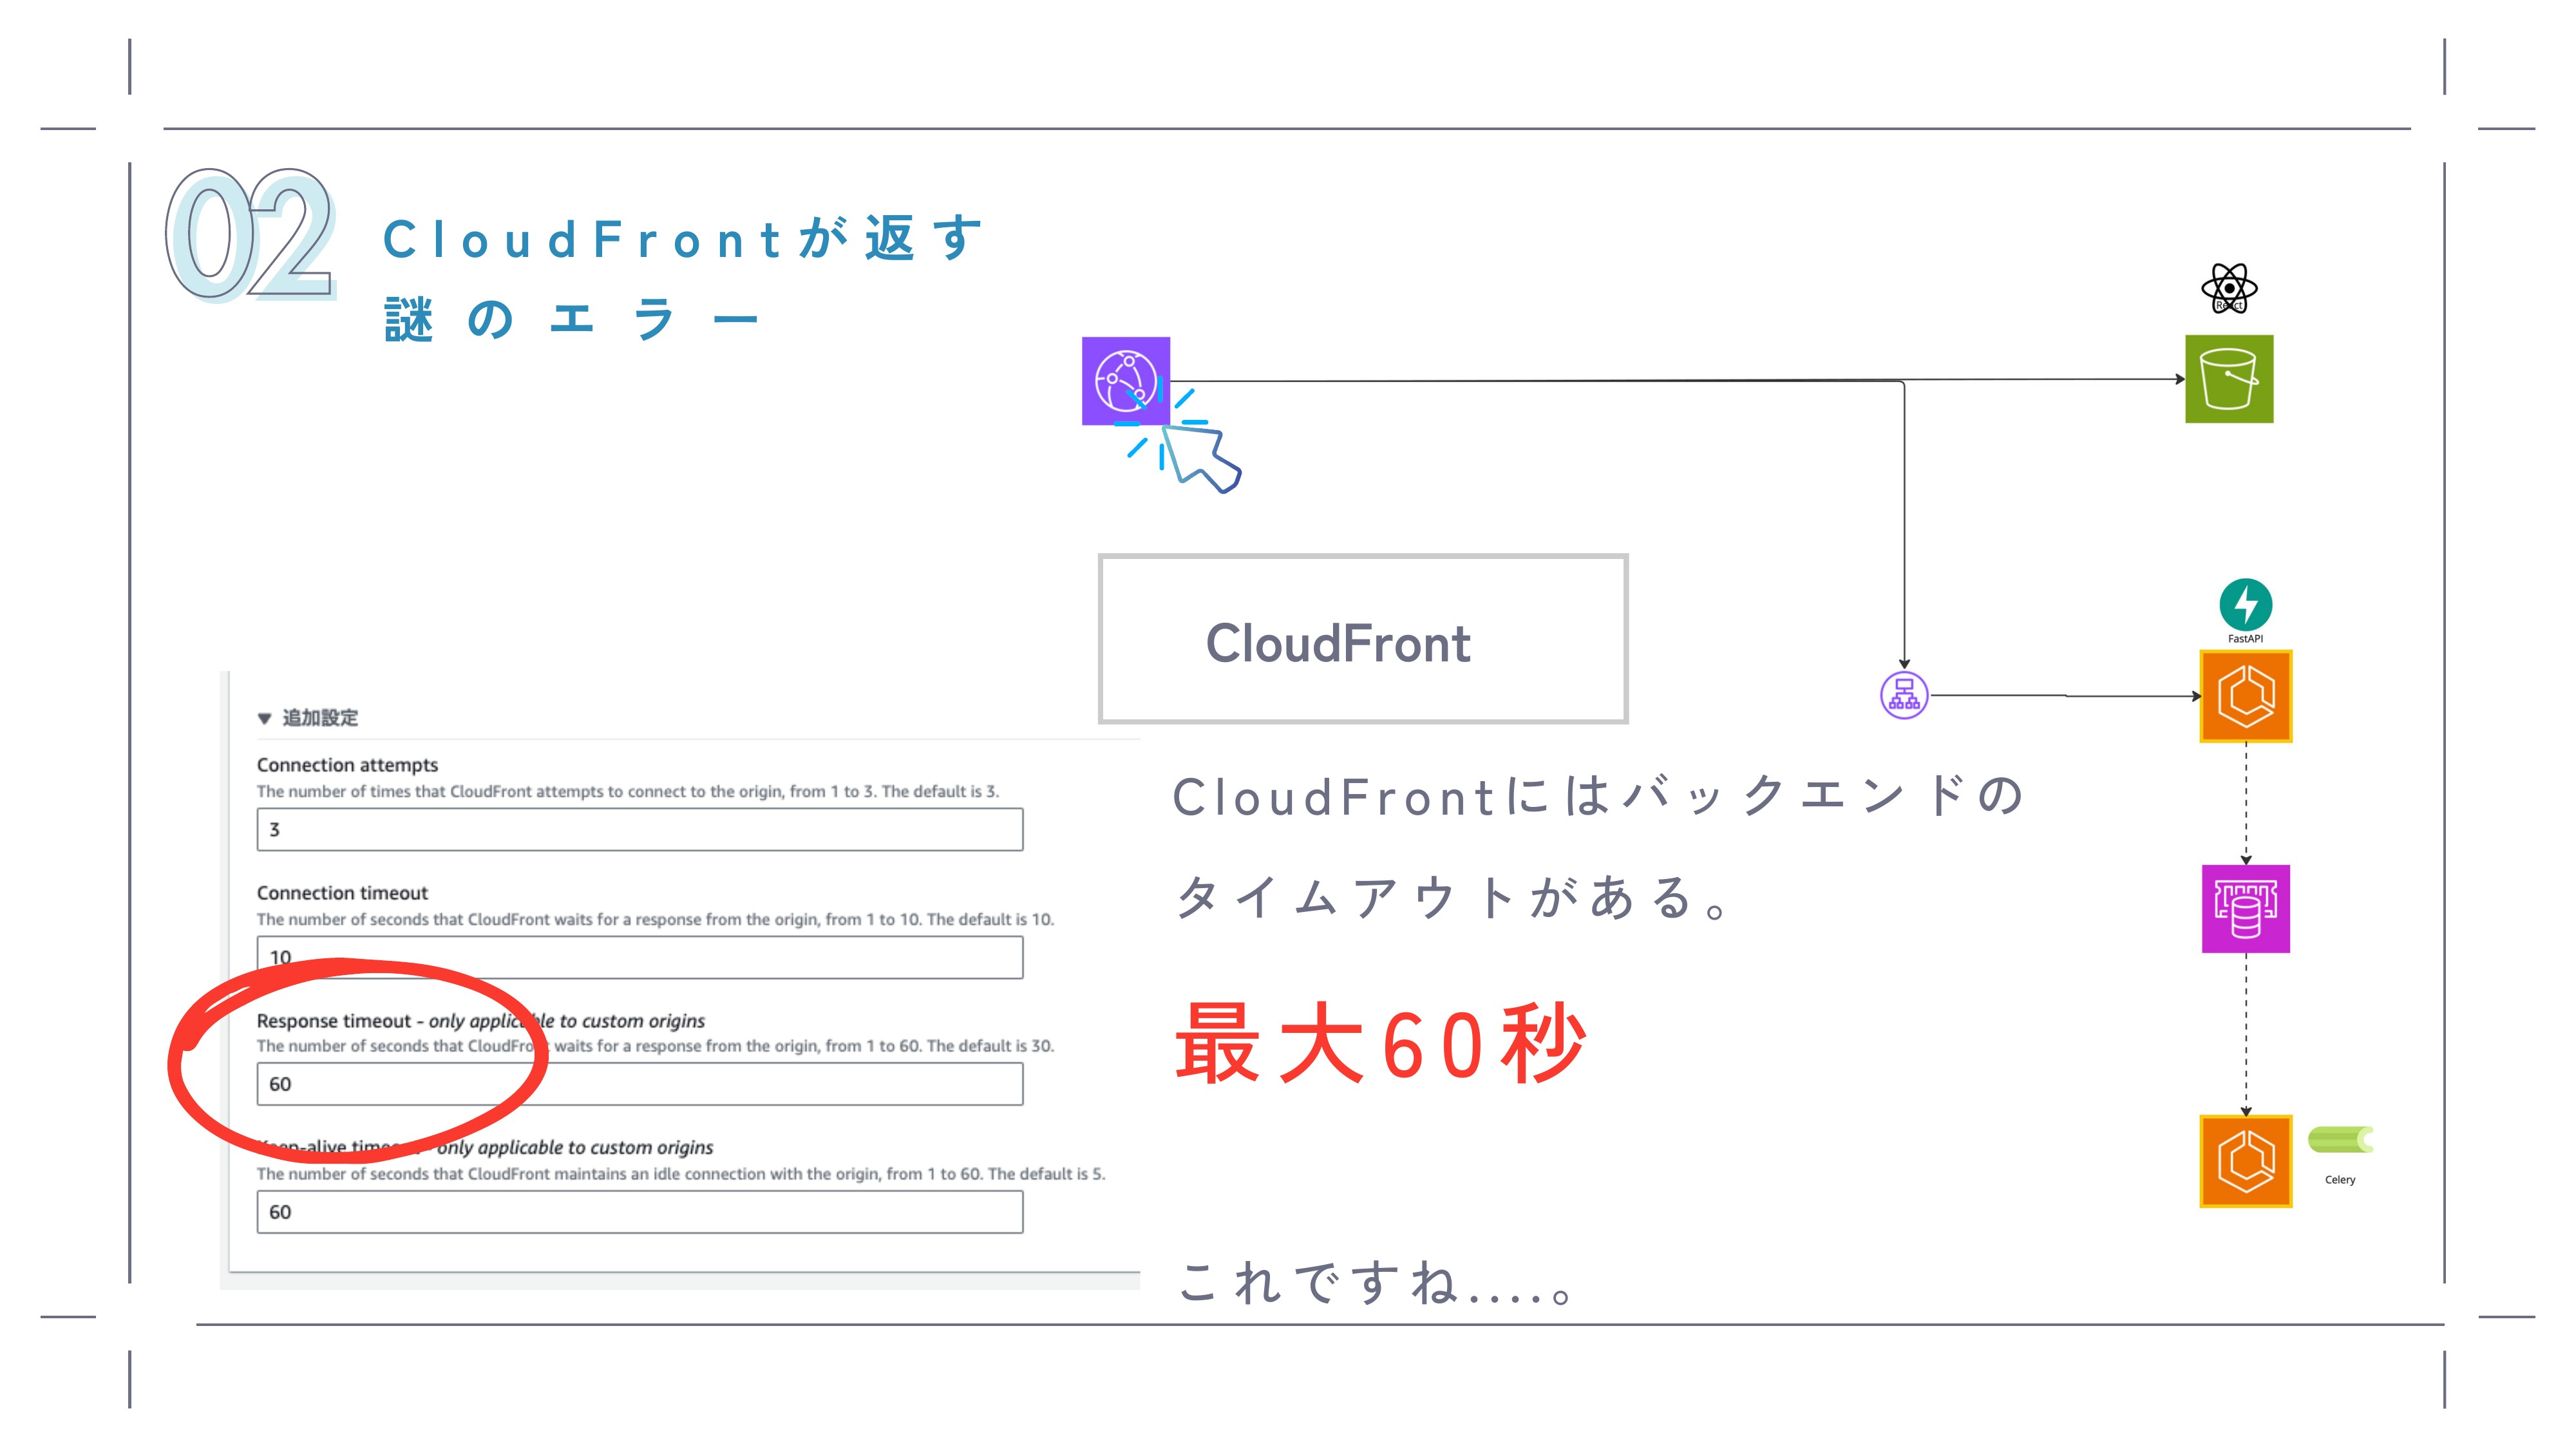 02
CloudFrontが返す
謎のエラー
React
CloudFront
FastAPI
▼ 追加設定
Connection attempts
The number of times that CloudFront attempts to connect to the origin, from 1 to 3. The default is 3.
3
Connection timeout
The number of seconds that CloudFront waits for a response from the origin, from 1 to 10. The default is 10.
10
Response timeout - only applicable to custom origins
The number of seconds that CloudFront waits for a response from the origin, from 1 to 60. The default is 30.
60
Keep-alive timeout - only applicable to custom origins
The number of seconds that CloudFront maintains an idle connection with the origin, from 1 to 60. The default is 5.
60
CloudFrontにはバックエンドの
タイムアウトがある。
最大60秒
これですね....。
Celery